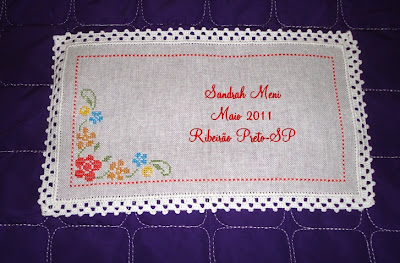 Sandrah Meni
Maio 2011
Ribeirão Preto-SP